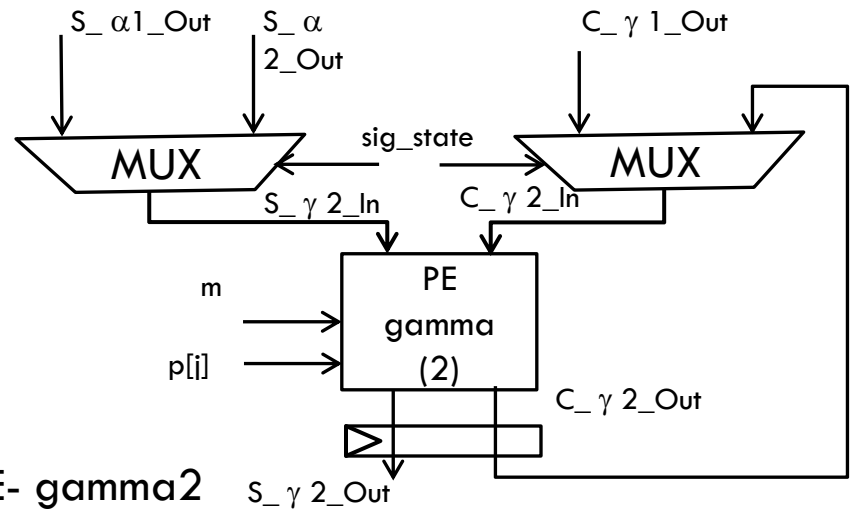 S_ α1_Out
S_ α
2_Out
C_ γ 1_Out
sig_state
MUX
MUX
S_ γ 2_In
C_ γ 2_In
PE
gamma
(2)
m
p[j]
C_ γ 2_Out
E- gamma2
S_ γ 2_Out